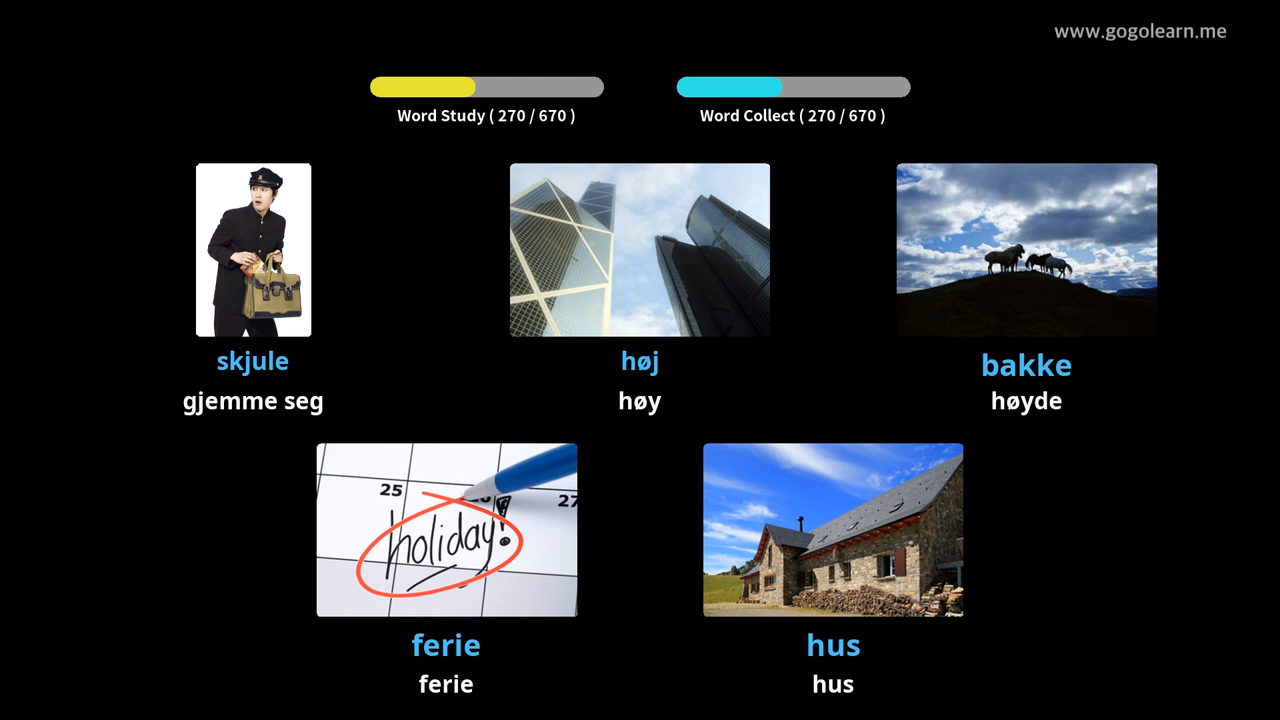 www.gogolearn.me
Word Study ( 270 / 670 )
Word Collect ( 270 / 670 )
skjule
gjemme seg
høj
høy
bakke
høyde
25
27
holiday!
ferie
ferie
hus
hus